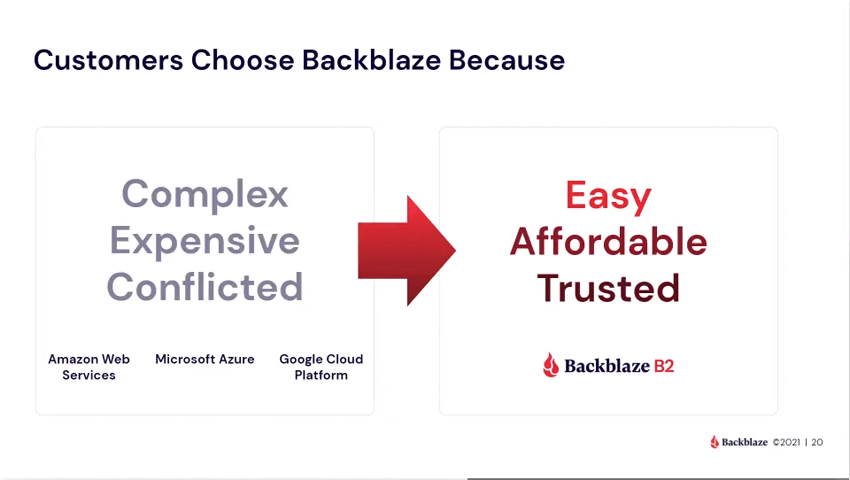 Customers Choose Backblaze Because
Complex
Expensive
Conflicted
Amazon Web
Services
Microsoft Azure
Google Cloud
Platform
Easy
Affordable
Trusted
Backblaze B2
Backblaze ©2021 | 20